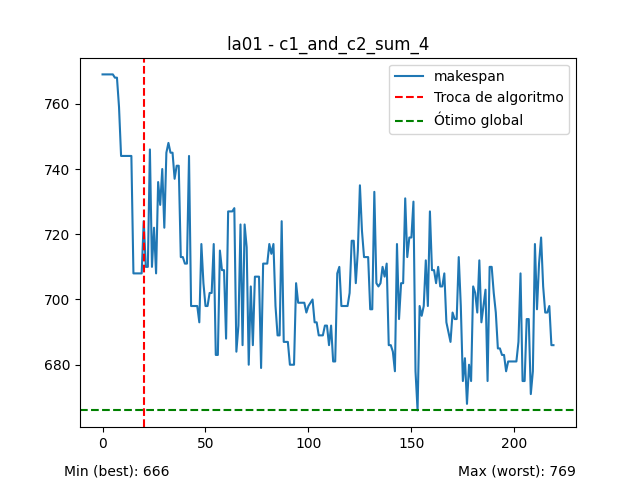 la01 - c1_and_c2_sum_4
makespan
Troca de algoritmo
Ótimo global
760
740
720
700
680
0 50 100 150 200
Min (best): 666 Max (worst): 769